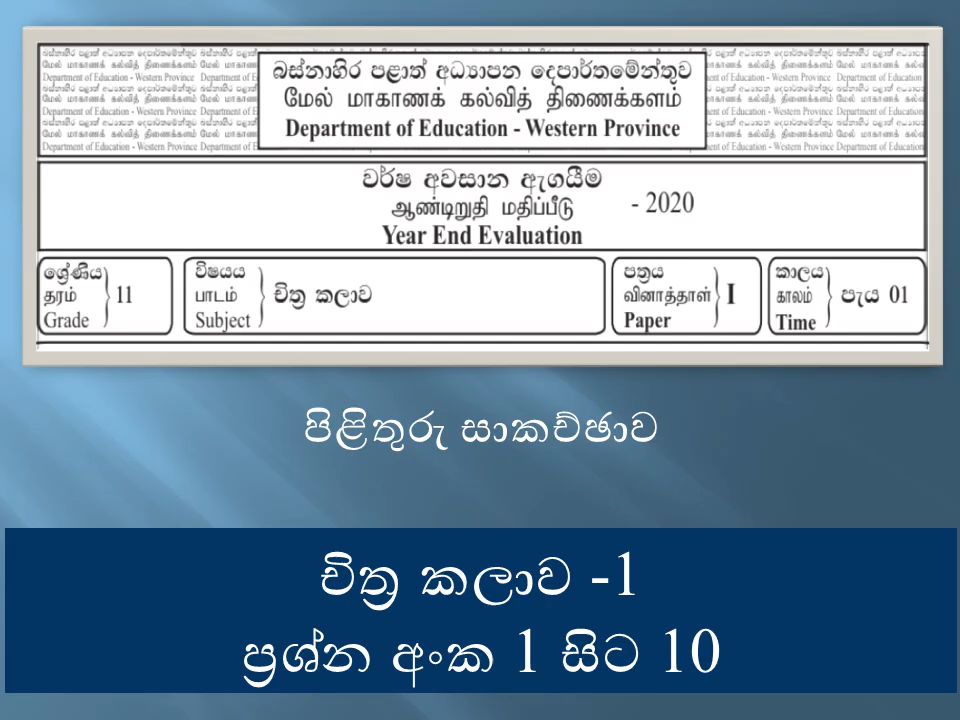 බස්නාහිර පළාත් අධ්‍යාපන දෙපාර්තමේන්තුව
மேல் மாகாணக் கல்வித் திணைக்களம்
Department of Education - Western Province
වර්ෂ අවසාන ඇගයීම
ஆண்டிறுதி மதிப்பீடு - 2020
Year End Evaluation
ශ්‍රේණිය
தரம் 11
Grade
විෂයය
பாடம் චිත්‍ර කලාව
Subject
පත්‍රය
வினாத்தாள் I
Paper
කාලය
காலம் පැය 01
Time
පිළිතුරු සාකච්ඡාව
චිත්‍ර කලාව -1
ප්‍රශ්න අංක 1 සිට 10